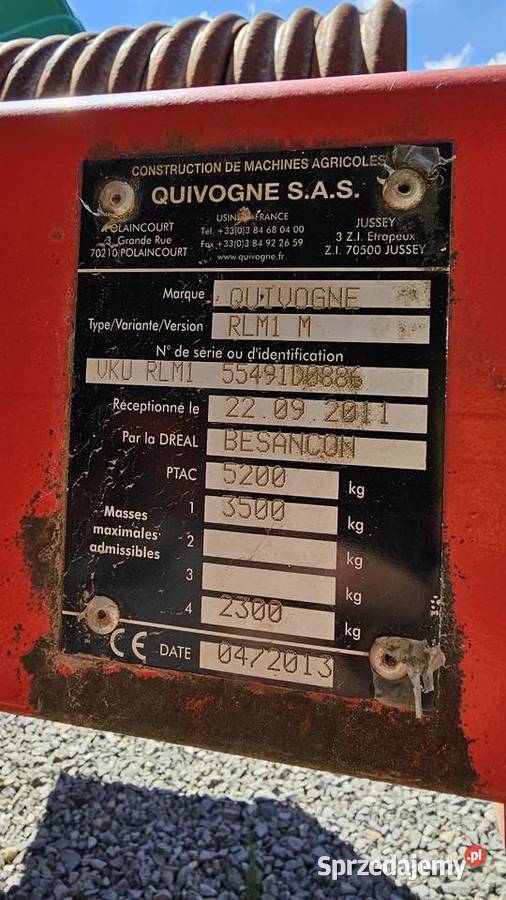 CONSTRUCTION DE MACHINES AGRICOLES
QUIVOGNE S.A.S.
POLAINCOURT
3, Grande Rue
70210 POLAINCOURT
USINE FRANCE
Tel. +33(0)3 84 68 04 00
Fax +33(0)3 84 92 26 59
www.quivogne.fr
JUSSEY
3 Z.I. Etrapeux
Z.I. 70500 JUSSEY
Marque QUIVOGNE
Type/Variante/Version RLM1 M
N° de série ou d'identification
VKU RLM1 55491D0886
Réceptionné le 22.09.2011
Par la DREAL BESANCON
PTAC 5200 kg
Masses maximales admissibles
1 3500 kg
2 kg
3 kg
4 2300 kg
CE DATE 04/2013
Sprzedajemy.pl